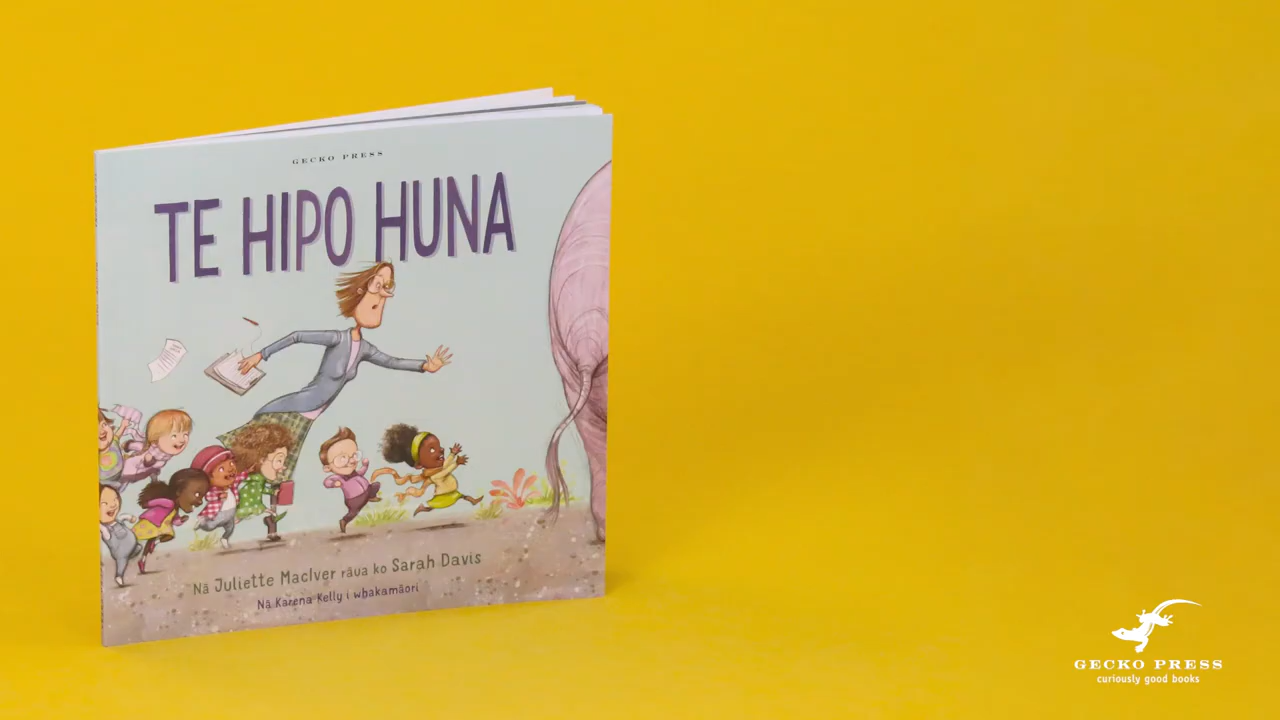 GECKO PRESS
TE HIPO HUNA
Nā Juliette MacIver rāua ko Sarah Davis
Nā Karena Kelly i whakamāori
GECKO PRESS
curiously good books